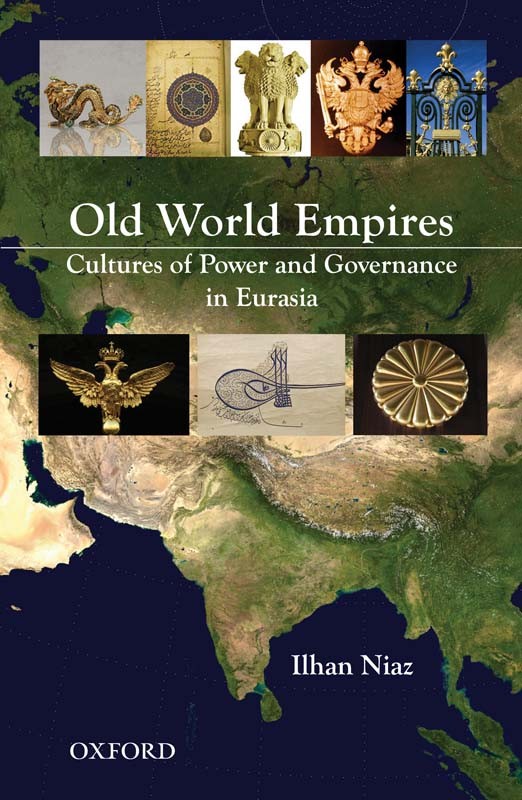 Old World Empires
Cultures of Power and Governance
in Eurasia
Ilhan Niaz
OXFORD